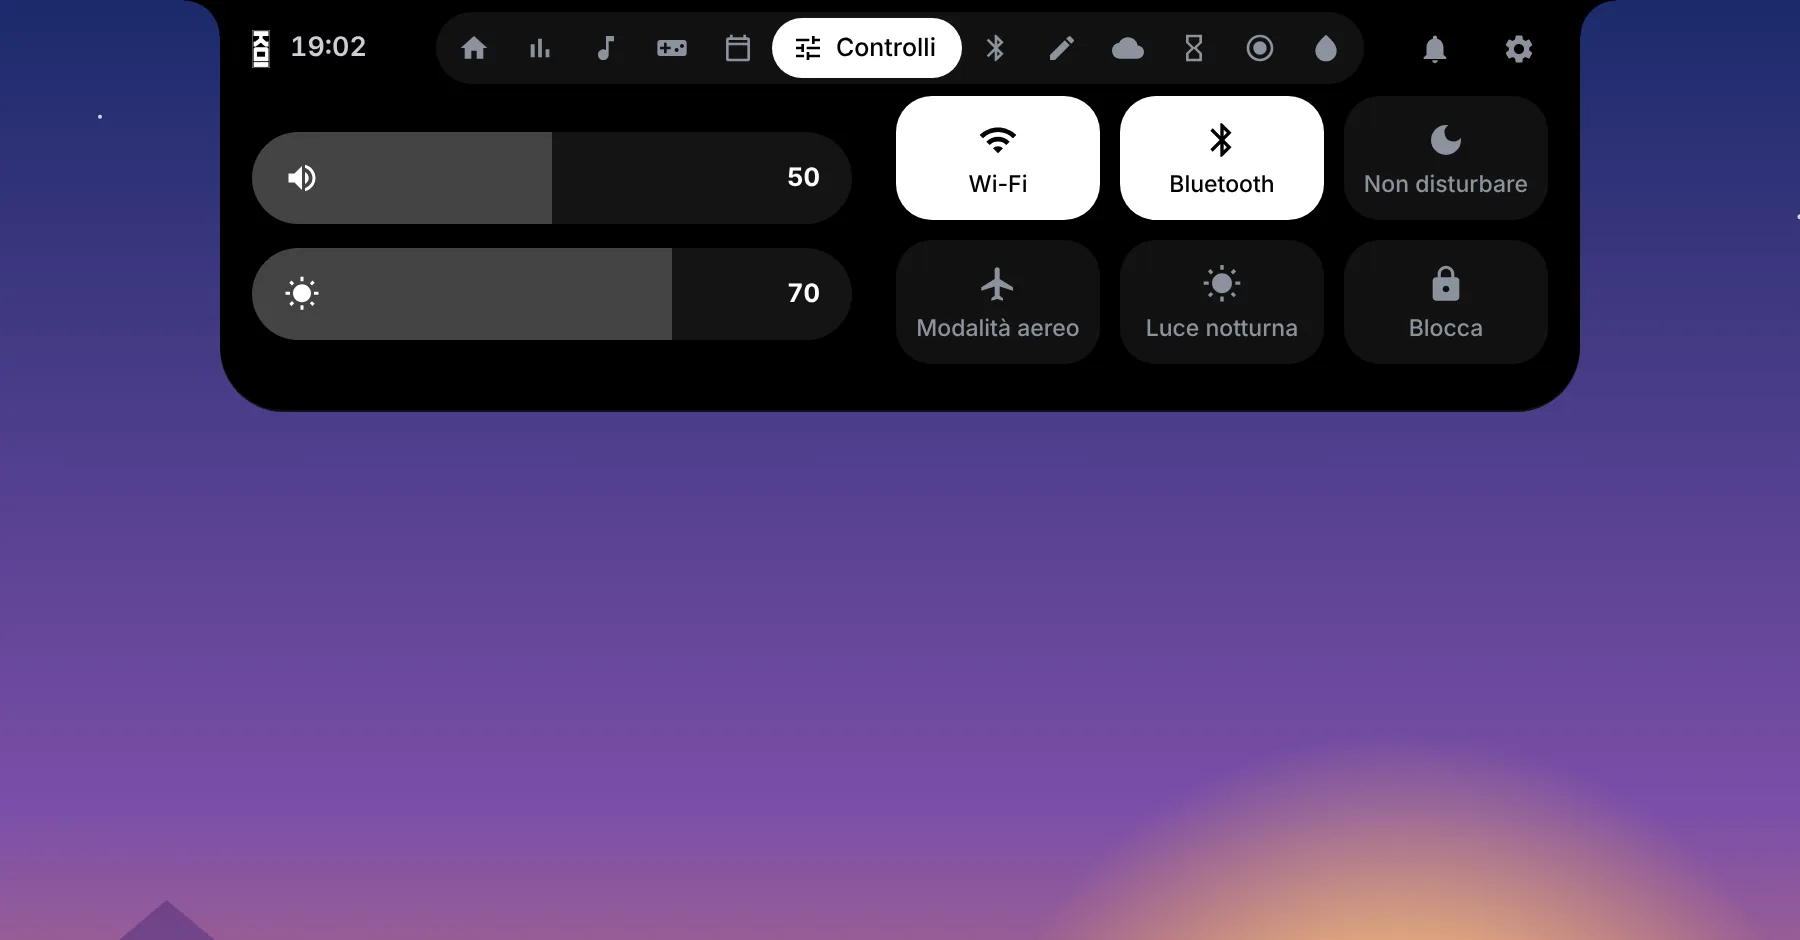 19:02
Controlli
50
70
Wi-Fi
Bluetooth
Non disturbare
Modalità aereo
Luce notturna
Blocca